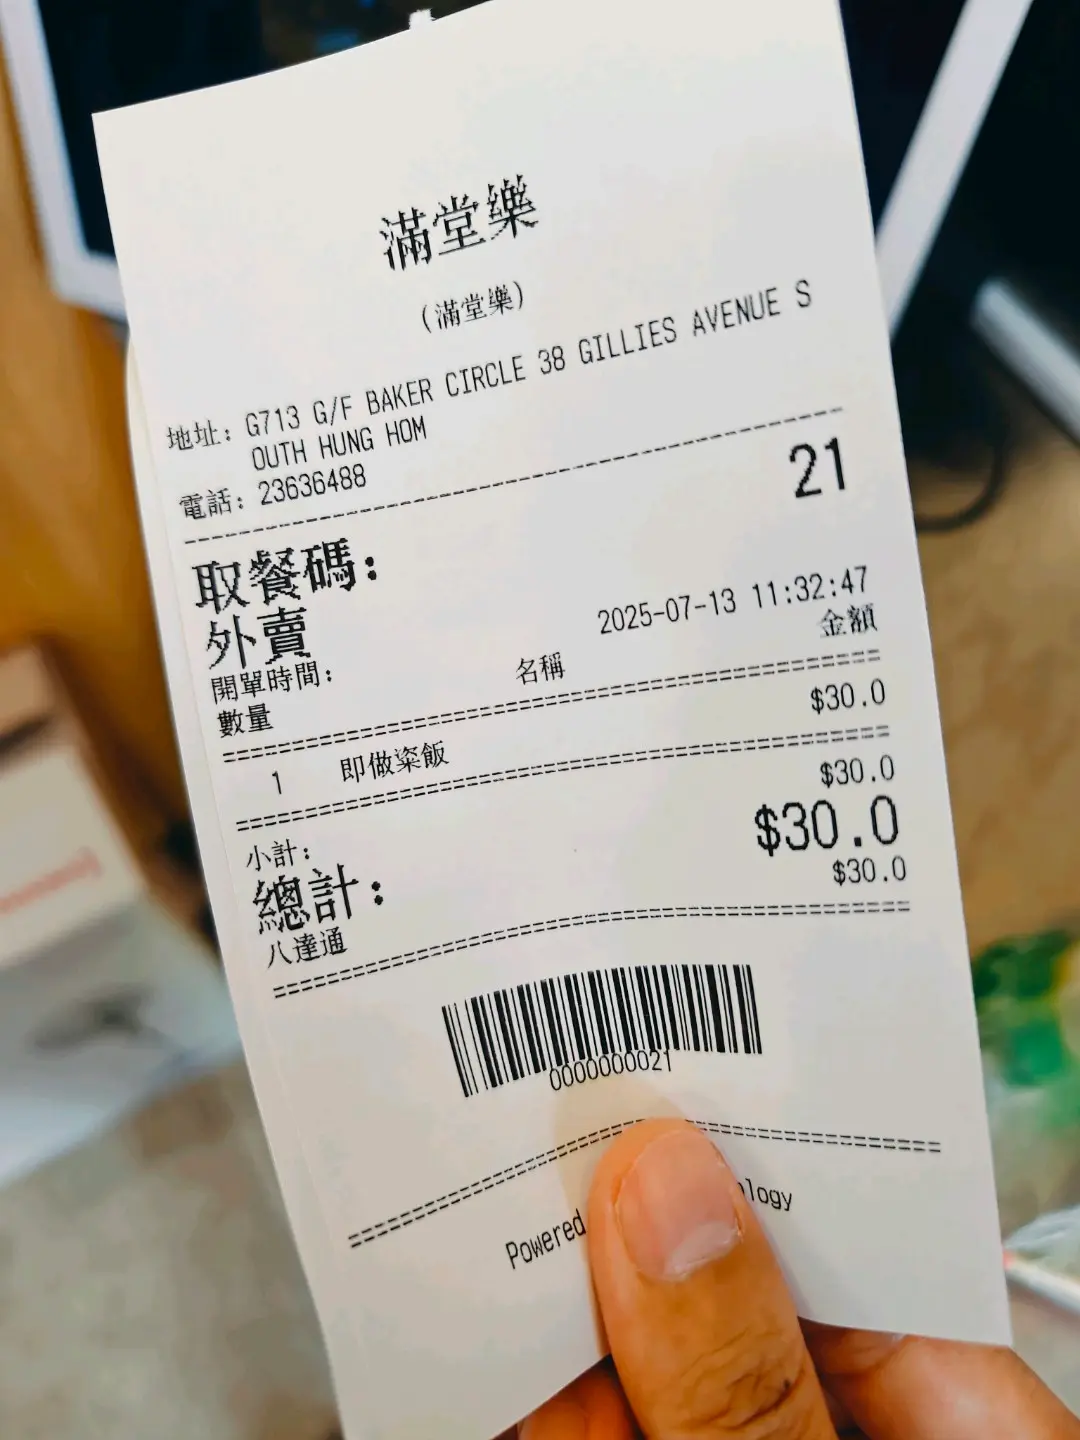 滿堂樂
(滿堂樂)
地址: G713 G/F BAKER CIRCLE 38 GILLIES AVENUE S
OUTH HUNG HOM
電話: 23636488
取餐碼: 21
外賣
開單時間: 2025-07-13 11:32:47
數量 名稱 金額
1 即做粢飯 $30.0
小計: $30.0
總計: $30.0
八達通 $30.0
0000000021
Powered